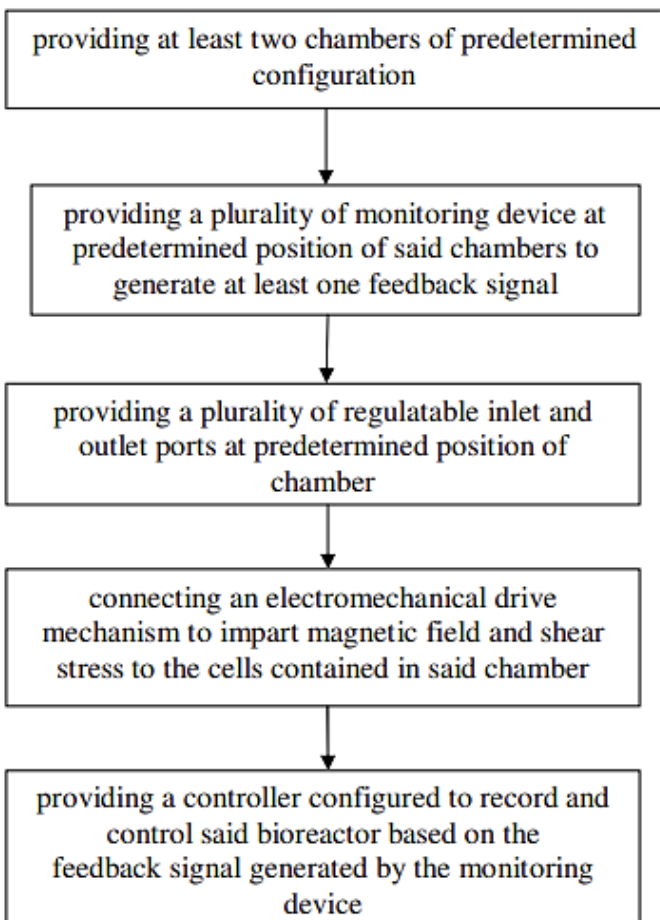 providing at least two chambers of predetermined
configuration
providing a plurality of monitoring device at
predetermined position of said chambers to
generate at least one feedback signal
providing a plurality of regulatable inlet and
outlet ports at predetermined position of
chamber
connecting an electromechanical drive
mechanism to impart magnetic field and shear
stress to the cells contained in said chamber
providing a controller configured to record and
control said bioreactor based on the
feedback signal generated by the monitoring
device